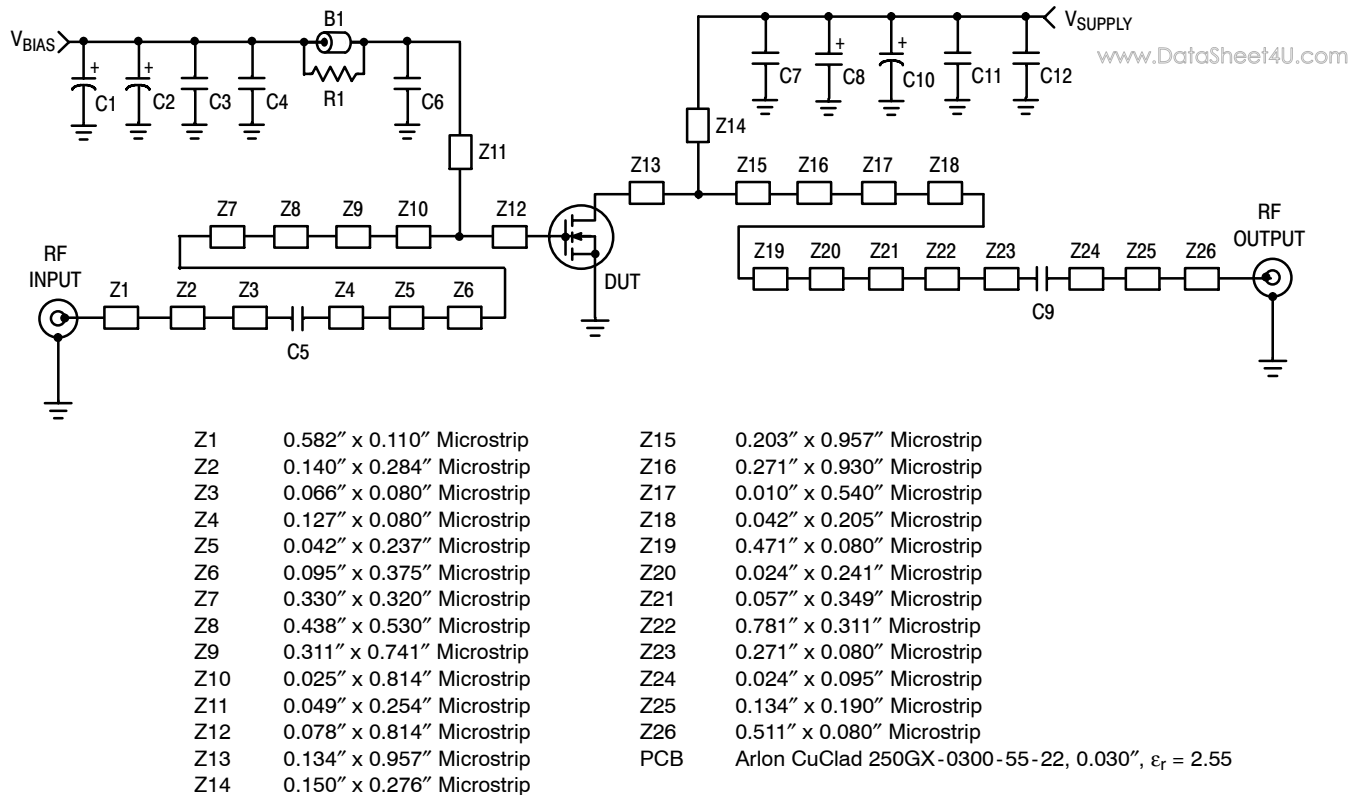 B1
V_BIAS
V_SUPPLY
www.DataSheet4U.com
+
+
+
+
C1
C2
C3
C4
R1
C6
C7
C8
C10
C11
C12
Z14
Z11
Z13
Z15
Z16
Z17
Z18
Z7
Z8
Z9
Z10
Z12
RF
OUTPUT
DUT
Z19
Z20
Z21
Z22
Z23
Z24
Z25
Z26
C9
RF
INPUT
Z1
Z2
Z3
Z4
Z5
Z6
C5
Z1 0.582″ x 0.110″ Microstrip
Z2 0.140″ x 0.284″ Microstrip
Z3 0.066″ x 0.080″ Microstrip
Z4 0.127″ x 0.080″ Microstrip
Z5 0.042″ x 0.237″ Microstrip
Z6 0.095″ x 0.375″ Microstrip
Z7 0.330″ x 0.320″ Microstrip
Z8 0.438″ x 0.530″ Microstrip
Z9 0.311″ x 0.741″ Microstrip
Z10 0.025″ x 0.814″ Microstrip
Z11 0.049″ x 0.254″ Microstrip
Z12 0.078″ x 0.814″ Microstrip
Z13 0.134″ x 0.957″ Microstrip
Z14 0.150″ x 0.276″ Microstrip
Z15 0.203″ x 0.957″ Microstrip
Z16 0.271″ x 0.930″ Microstrip
Z17 0.010″ x 0.540″ Microstrip
Z18 0.042″ x 0.205″ Microstrip
Z19 0.471″ x 0.080″ Microstrip
Z20 0.024″ x 0.241″ Microstrip
Z21 0.057″ x 0.349″ Microstrip
Z22 0.781″ x 0.311″ Microstrip
Z23 0.271″ x 0.080″ Microstrip
Z24 0.024″ x 0.095″ Microstrip
Z25 0.134″ x 0.190″ Microstrip
Z26 0.511″ x 0.080″ Microstrip
PCB Arlon CuClad 250GX-0300-55-22, 0.030″, εr = 2.55